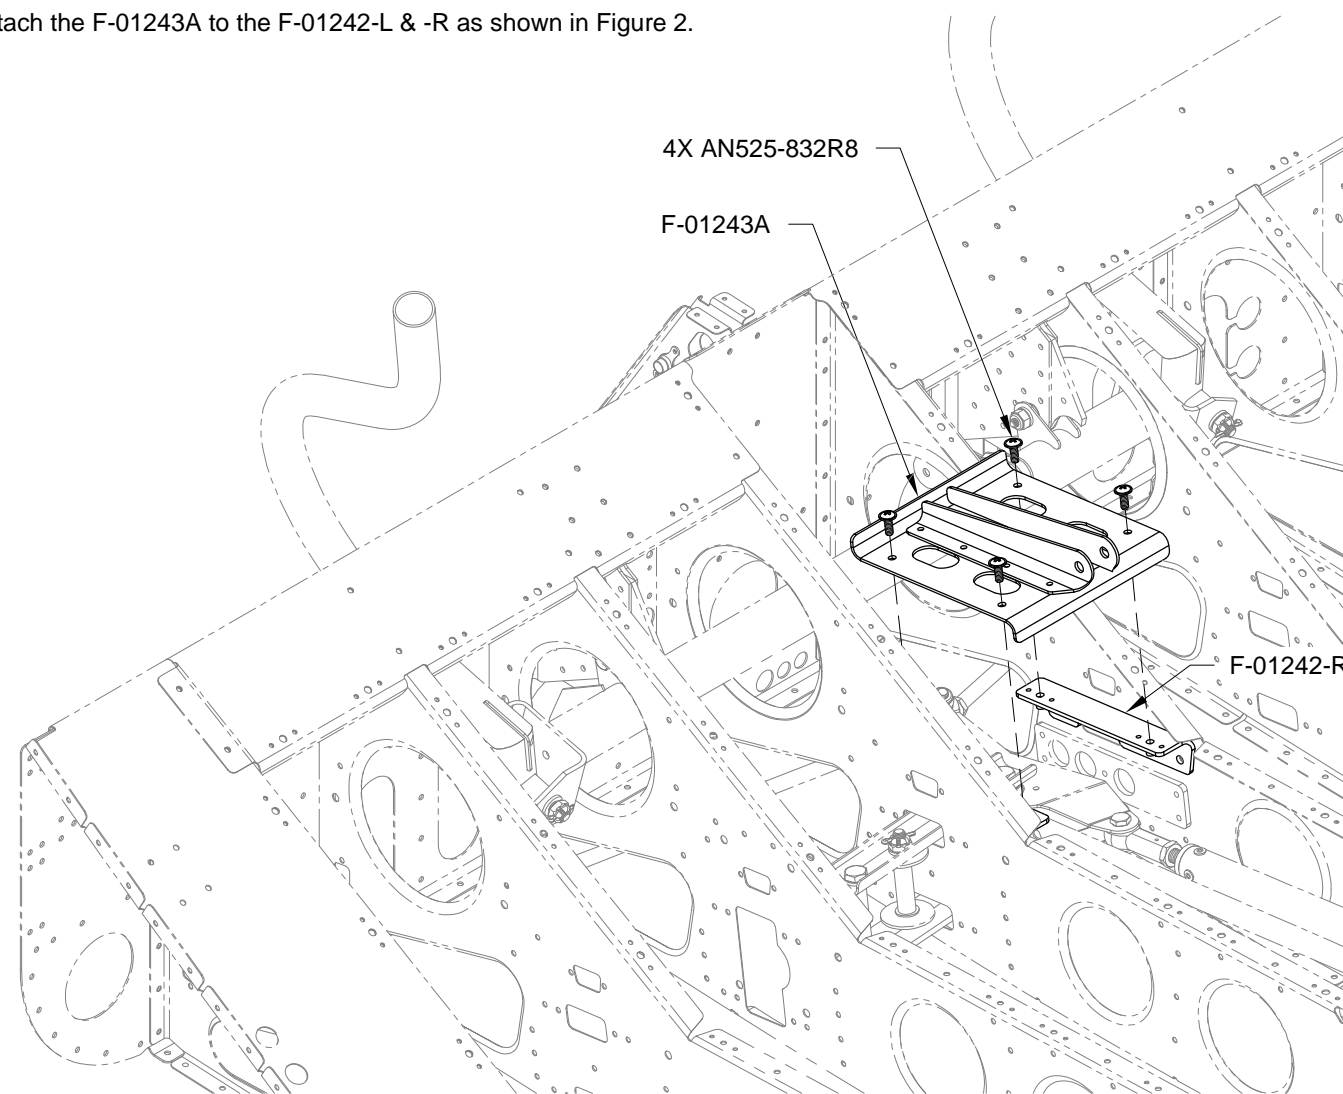 tach the F-01243A to the F-01242-L & -R as shown in Figure 2.
4X AN525-832R8
F-01243A
F-01242-R